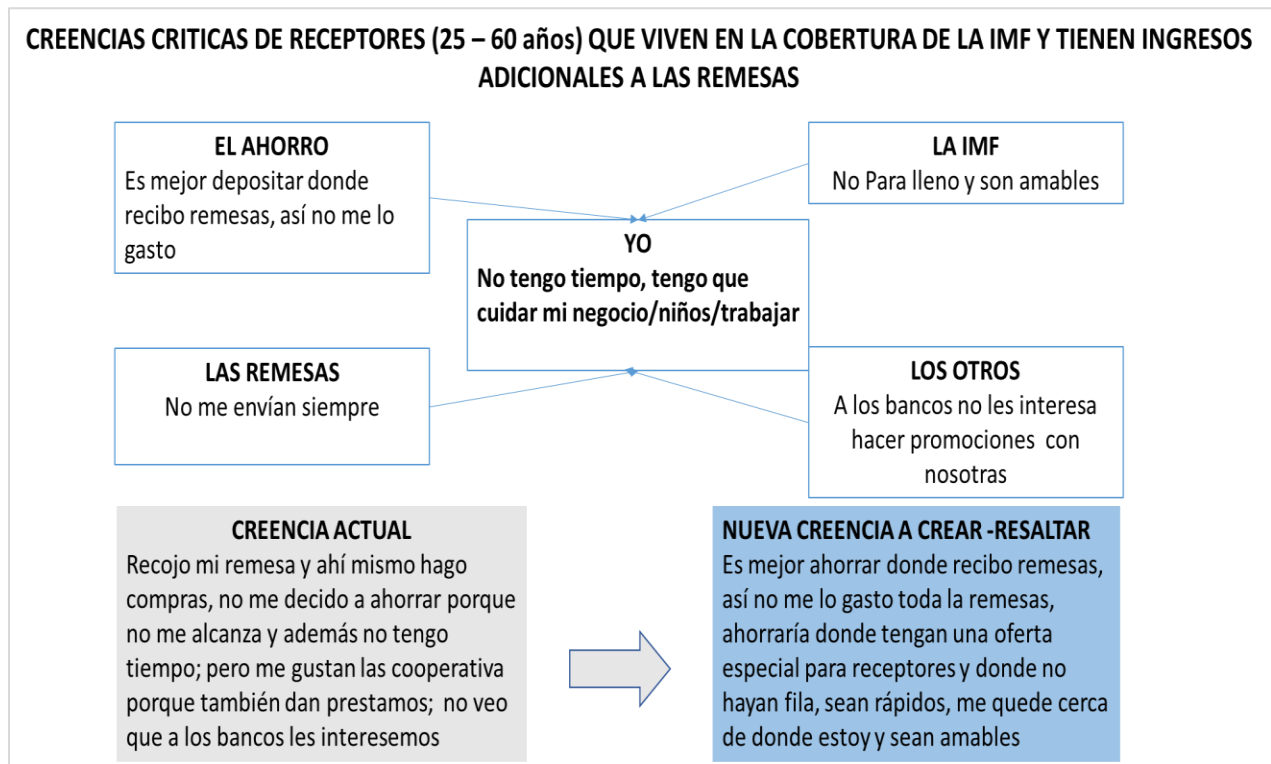 CREENCIAS CRITICAS DE RECEPTORES (25 – 60 años) QUE VIVEN EN LA COBERTURA DE LA IMF Y TIENEN INGRESOS
ADICIONALES A LAS REMESAS
EL AHORRO
Es mejor depositar donde
recibo remesas, así no me lo
gasto
LA IMF
No Para lleno y son amables
YO
No tengo tiempo, tengo que
cuidar mi negocio/niños/trabajar
LAS REMESAS
No me envían siempre
LOS OTROS
A los bancos no les interesa
hacer promociones con
nosotras
CREENCIA ACTUAL
Recojo mi remesa y ahí mismo hago
compras, no me decido a ahorrar porque
no me alcanza y además no tengo
tiempo; pero me gustan las cooperativa
porque también dan prestamos; no veo
que a los bancos les interesemos
NUEVA CREENCIA A CREAR -RESALTAR
Es mejor ahorrar donde recibo remesas,
así no me lo gasto toda la remesas,
ahorraría donde tengan una oferta
especial para receptores y donde no
hayan fila, sean rápidos, me quede cerca
de donde estoy y sean amables